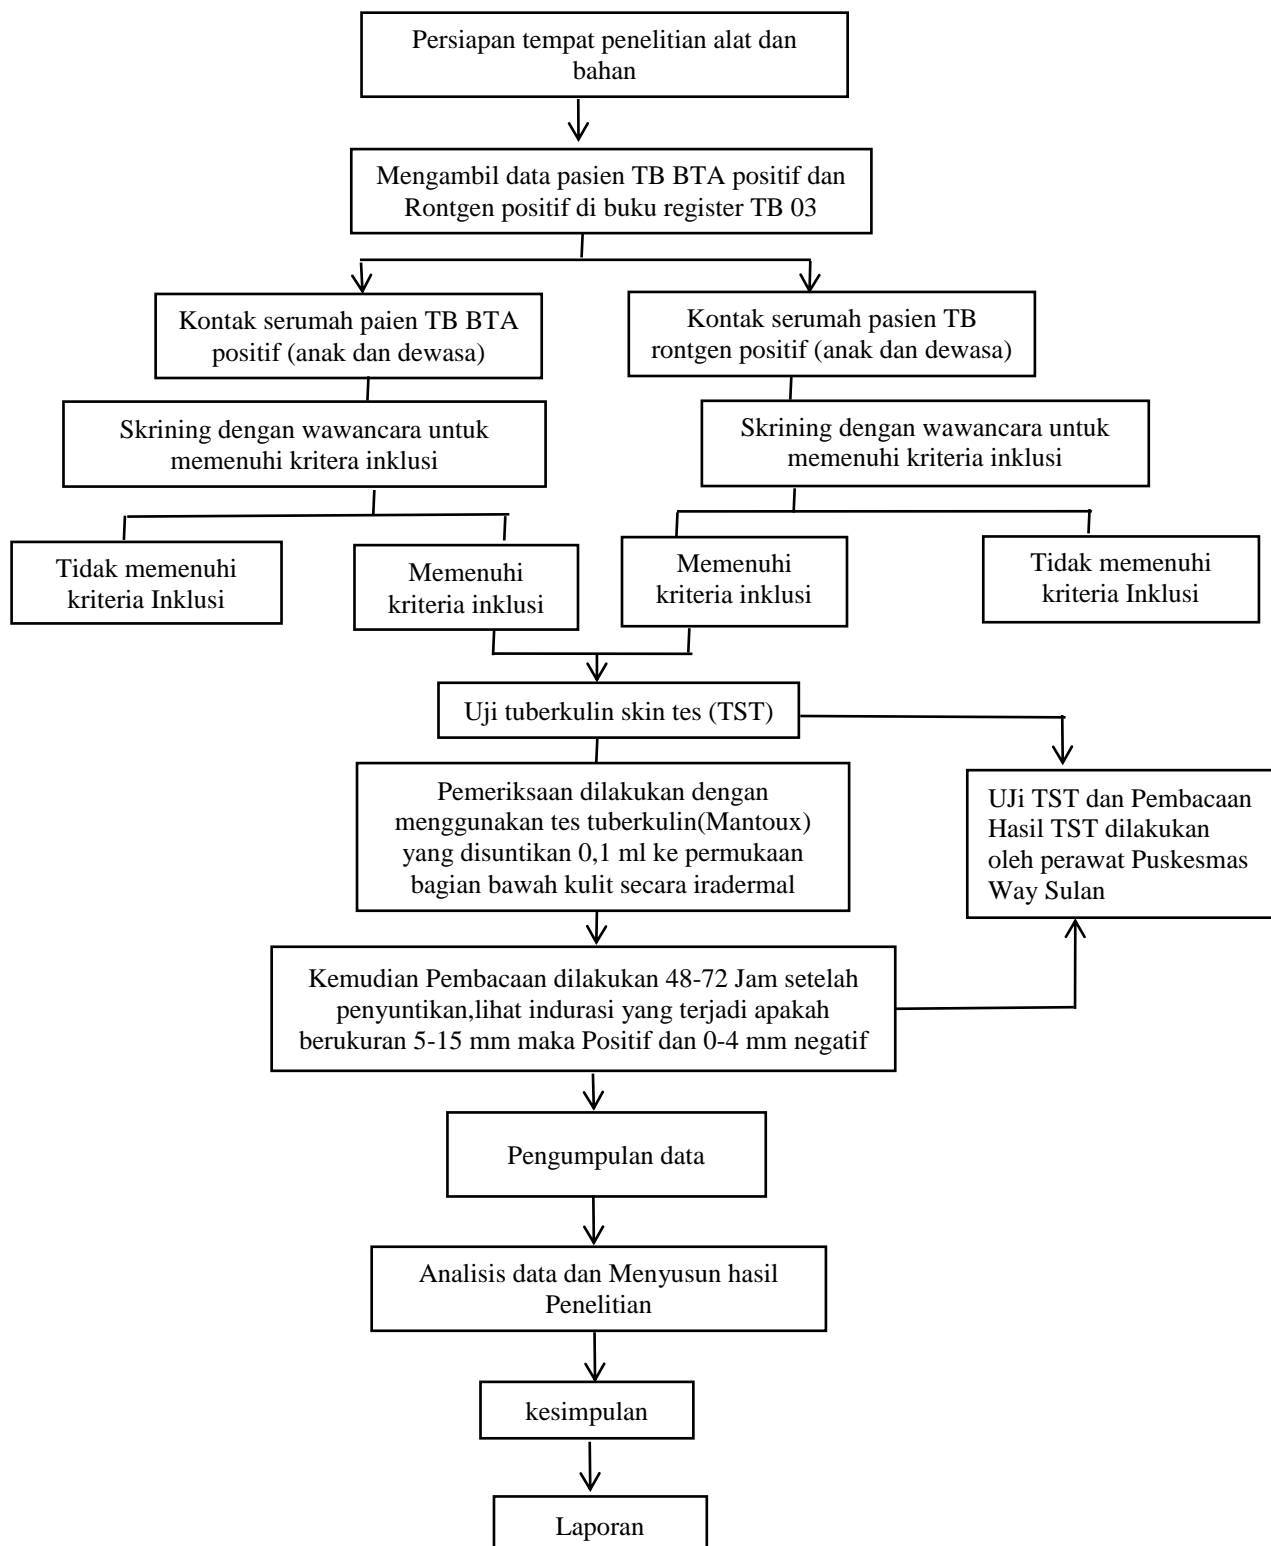 Persiapan tempat penelitian alat dan
bahan
Mengambil data pasien TB BTA positif dan
Rontgen positif di buku register TB 03
Kontak serumah paien TB BTA
positif (anak dan dewasa)
Kontak serumah pasien TB
rontgen positif (anak dan dewasa)
Skrining dengan wawancara untuk
memenuhi kritera inklusi
Skrining dengan wawancara untuk
memenuhi kriteria inklusi
Tidak memenuhi
kriteria Inklusi
Memenuhi
kriteria inklusi
Memenuhi
kriteria inklusi
Tidak memenuhi
kriteria Inklusi
Uji tuberkulin skin tes (TST)
Pemeriksaan dilakukan dengan
menggunakan tes tuberkulin(Mantoux)
yang disuntikan 0,1 ml ke permukaan
bagian bawah kulit secara iradermal
UJi TST dan Pembacaan
Hasil TST dilakukan
oleh perawat Puskesmas
Way Sulan
Kemudian Pembacaan dilakukan 48-72 Jam setelah
penyuntikan,lihat indurasi yang terjadi apakah
berukuran 5-15 mm maka Positif dan 0-4 mm negatif
Pengumpulan data
Analisis data dan Menyusun hasil
Penelitian
kesimpulan
Laporan